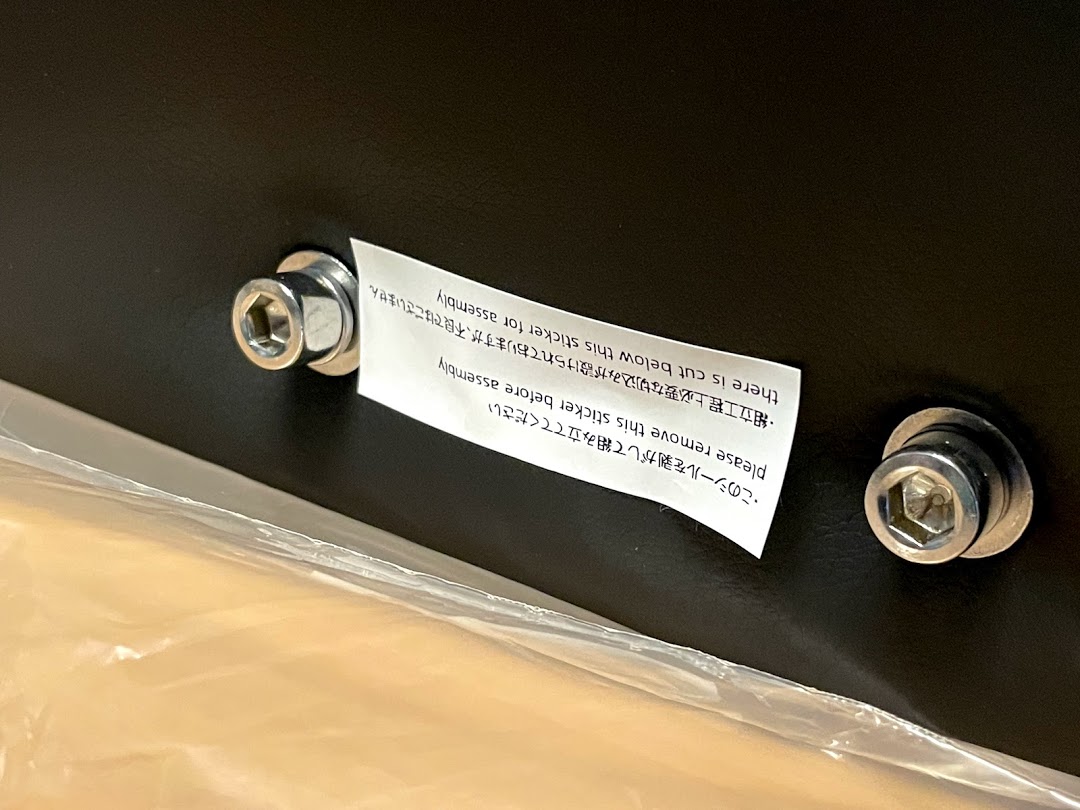 ・このシールを剥がして組み立ててください
please remove this sticker before assembly
・組立工程上必要な切込みが設けられておりますが、不良ではございません
there is cut below this sticker for assembly